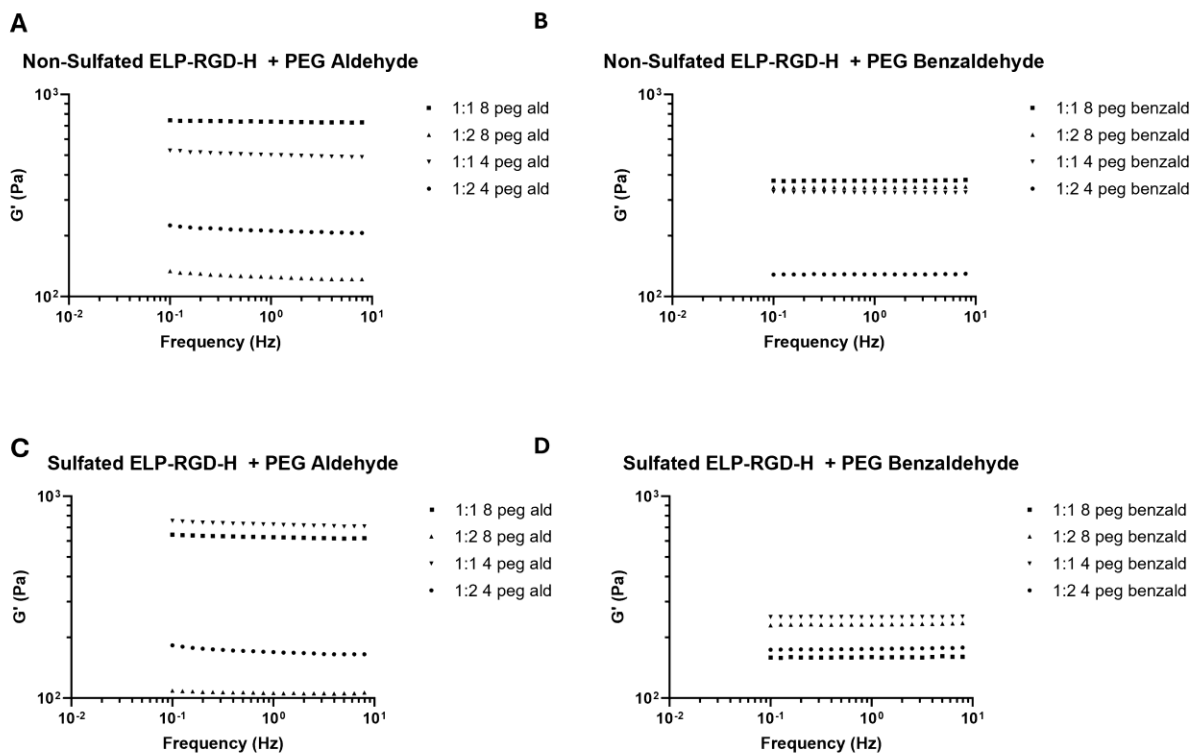 A
Non-Sulfated ELP-RGD-H + PEG Aldehyde
10³
10²
G' (Pa)
10⁻² 10⁻¹ 10⁰ 10¹
Frequency (Hz)
1:1 8 peg ald
1:2 8 peg ald
1:1 4 peg ald
1:2 4 peg ald
B
Non-Sulfated ELP-RGD-H + PEG Benzaldehyde
10³
10²
G' (Pa)
10⁻² 10⁻¹ 10⁰ 10¹
Frequency (Hz)
1:1 8 peg benzald
1:2 8 peg benzald
1:1 4 peg benzald
1:2 4 peg benzald
C
Sulfated ELP-RGD-H + PEG Aldehyde
10³
10²
G' (Pa)
10⁻² 10⁻¹ 10⁰ 10¹
Frequency (Hz)
1:1 8 peg ald
1:2 8 peg ald
1:1 4 peg ald
1:2 4 peg ald
D
Sulfated ELP-RGD-H + PEG Benzaldehyde
10³
10²
G' (Pa)
10⁻² 10⁻¹ 10⁰ 10¹
Frequency (Hz)
1:1 8 peg benzald
1:2 8 peg benzald
1:1 4 peg benzald
1:2 4 peg benzald